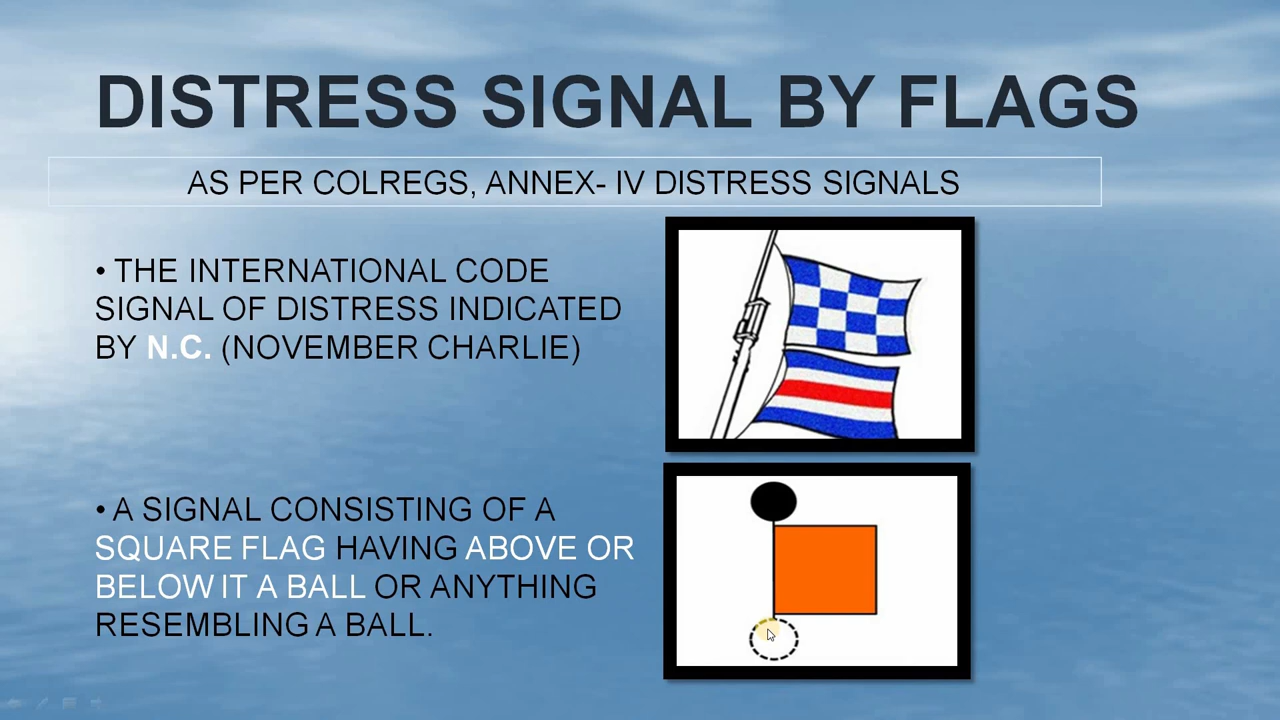 DISTRESS SIGNAL BY FLAGS
AS PER COLREGS, ANNEX- IV DISTRESS SIGNALS
• THE INTERNATIONAL CODE
SIGNAL OF DISTRESS INDICATED
BY N.C. (NOVEMBER CHARLIE)
• A SIGNAL CONSISTING OF A
SQUARE FLAG HAVING ABOVE OR
BELOW IT A BALL OR ANYTHING
RESEMBLING A BALL.